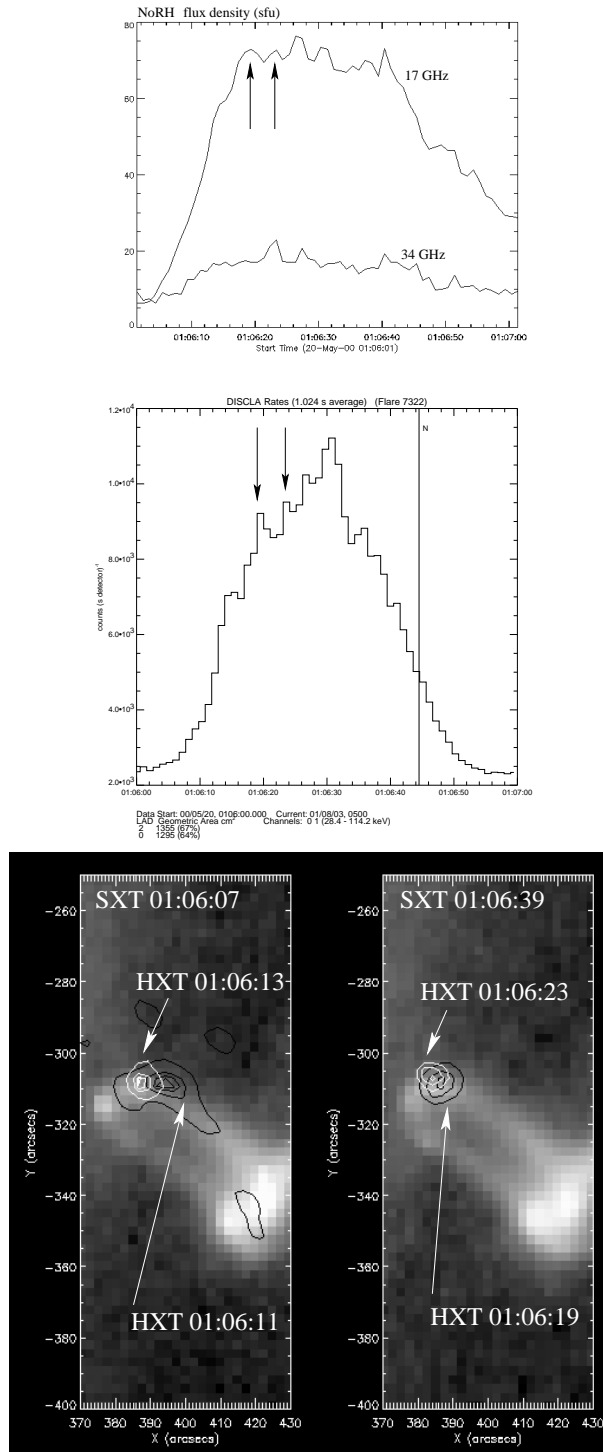 NoRH flux density (sfu)
80
60
40
20
0
17 GHz
34 GHz
01:06:10 01:06:20 01:06:30 01:06:40 01:06:50 01:07:00
Start Time (20-May-00 01:06:01)
DISCLA Rates (1.024 s average) (Flare 7322)
1.2•10⁴
1.0•10⁴
8.0•10³
6.0•10³
4.0•10³
2.0•10³
counts (s detector)⁻¹
N
01:06:00 01:06:10 01:06:20 01:06:30 01:06:40 01:06:50 01:07:00
Data Start: 00/05/20, 0106:00.000 Current: 01/08/03, 0500
LAD Geometric Area cm² Channels: 0 1 (28.4 - 114.2 keV)
2 1355 (67%)
0 1295 (64%)
SXT 01:06:07
HXT 01:06:13
HXT 01:06:11
-260
-280
-300
-320
-340
-360
-380
-400
Y (arcsecs)
370 380 390 400 410 420 430
X (arcsecs)
SXT 01:06:39
HXT 01:06:23
HXT 01:06:19
-260
-280
-300
-320
-340
-360
-380
-400
Y (arcsecs)
370 380 390 400 410 420 430
X (arcsecs)